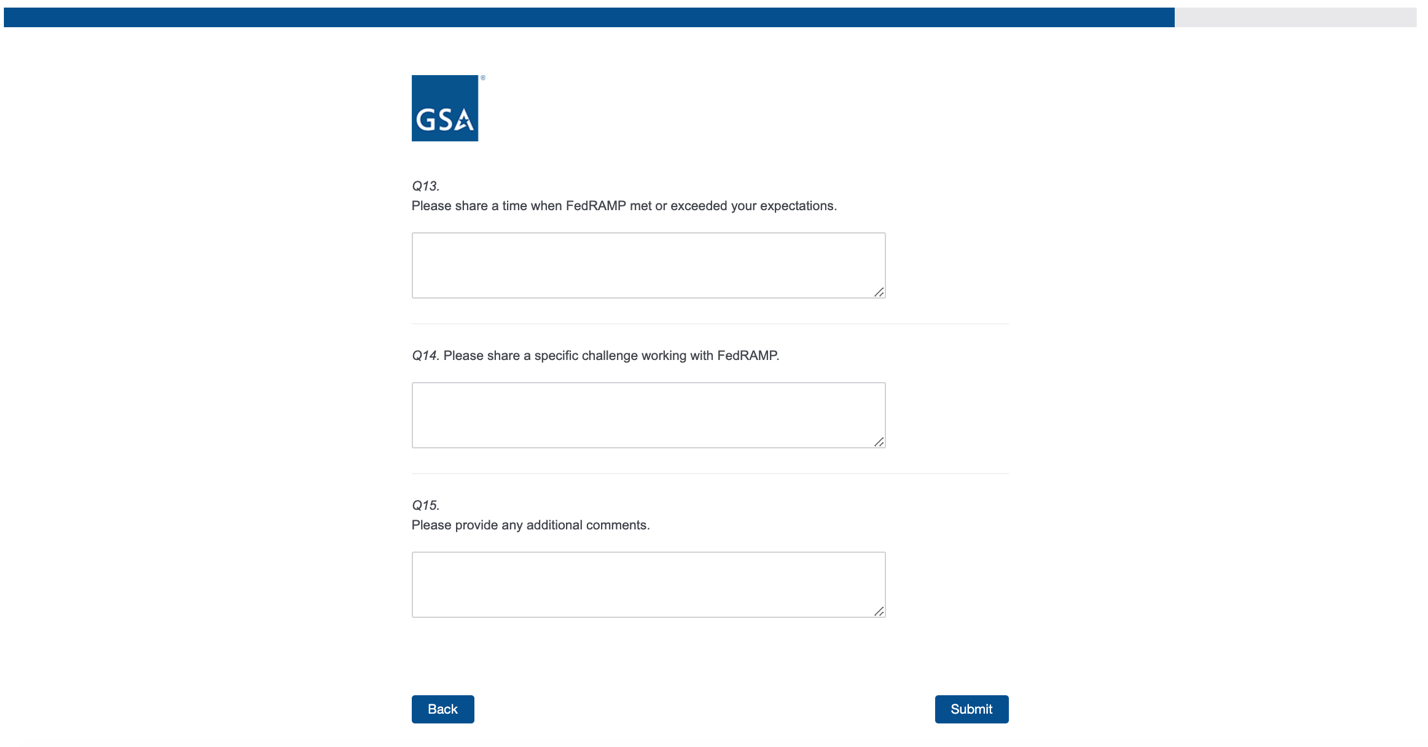 GSA
®
Q13.
Please share a time when FedRAMP met or exceeded your expectations.
Q14. Please share a specific challenge working with FedRAMP.
Q15.
Please provide any additional comments.
Back
Submit